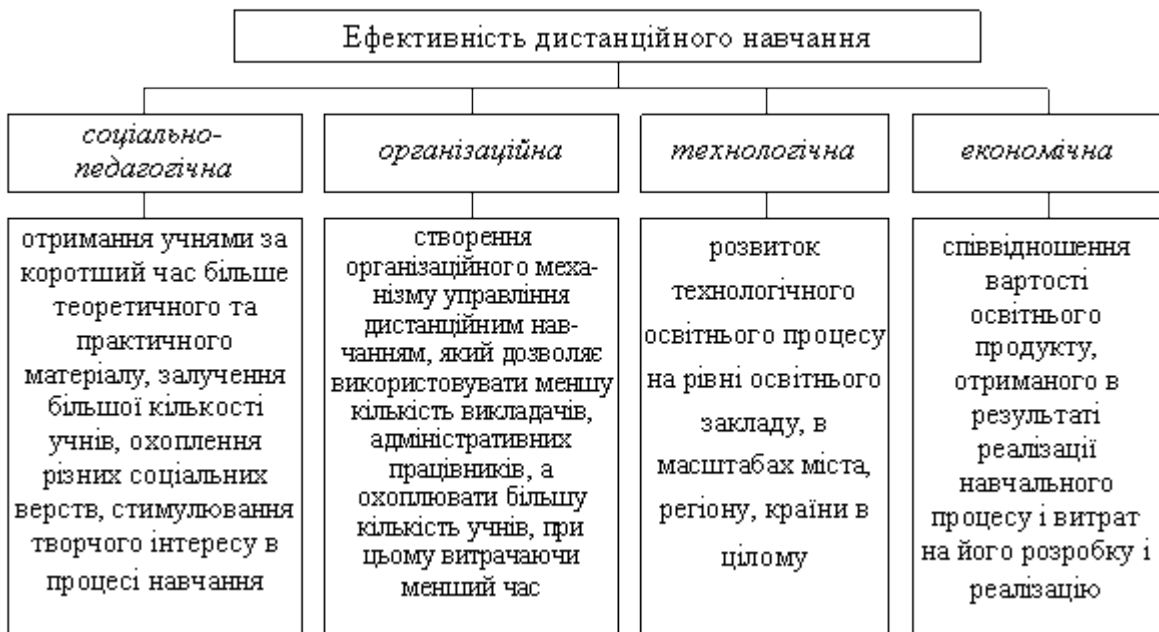 Ефективність дистанційного навчання
соціально-
педагогічна
організаційна
технологічна
економічна
отримання учнями за
коротший час більше
теоретичного та
практичного
матеріалу, залучення
більшої кількості
учнів, охоплення
різних соціальних
верств, стимулювання
творчого інтересу в
процесі навчання
створення
організаційного меха-
нізму управління
дистанційним нав-
чанням, який дозволяє
використовувати меншу
кількість викладачів,
адміністративних
працівників, а
охоплювати більшу
кількість учнів, при
цьому витрачаючи
менший час
розвиток
технологічного
освітнього процесу
на рівні освітнього
закладу, в
масштабах міста,
регіону, країни в
цілому
співвідношення
вартості
освітнього
продукту,
отриманого в
результаті
реалізації
навчального
процесу і витрат
на його розробку і
реалізацію